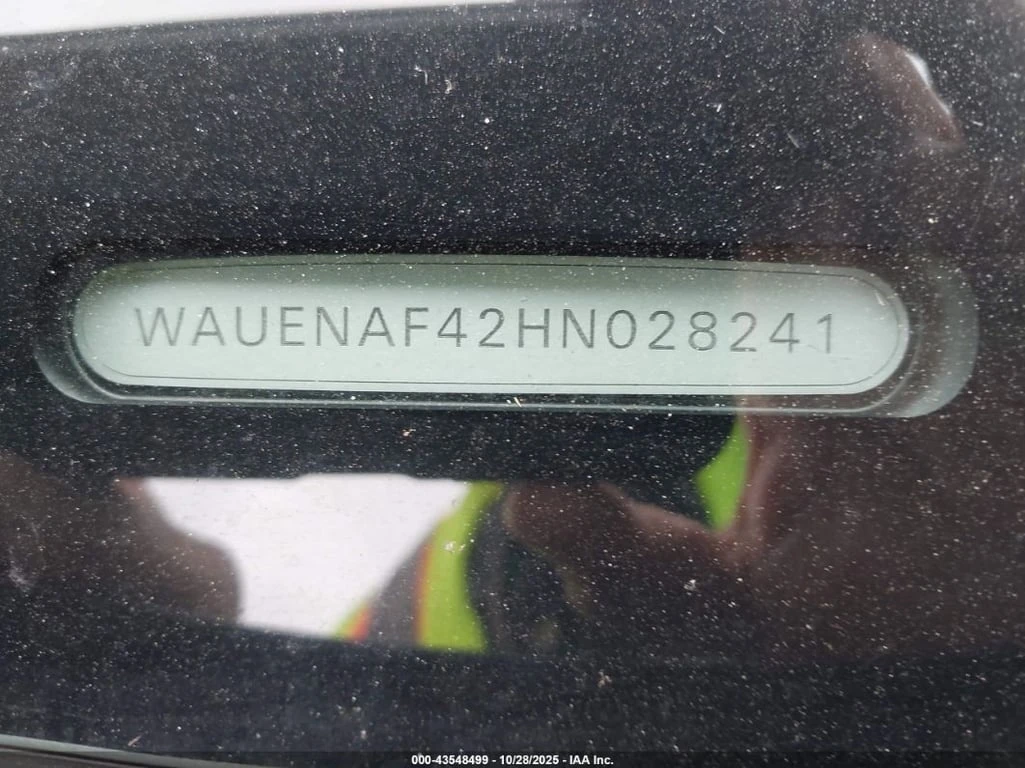 WAUENAF42HN028241
000-43548499 - 10/28/2025 - IAA Inc.